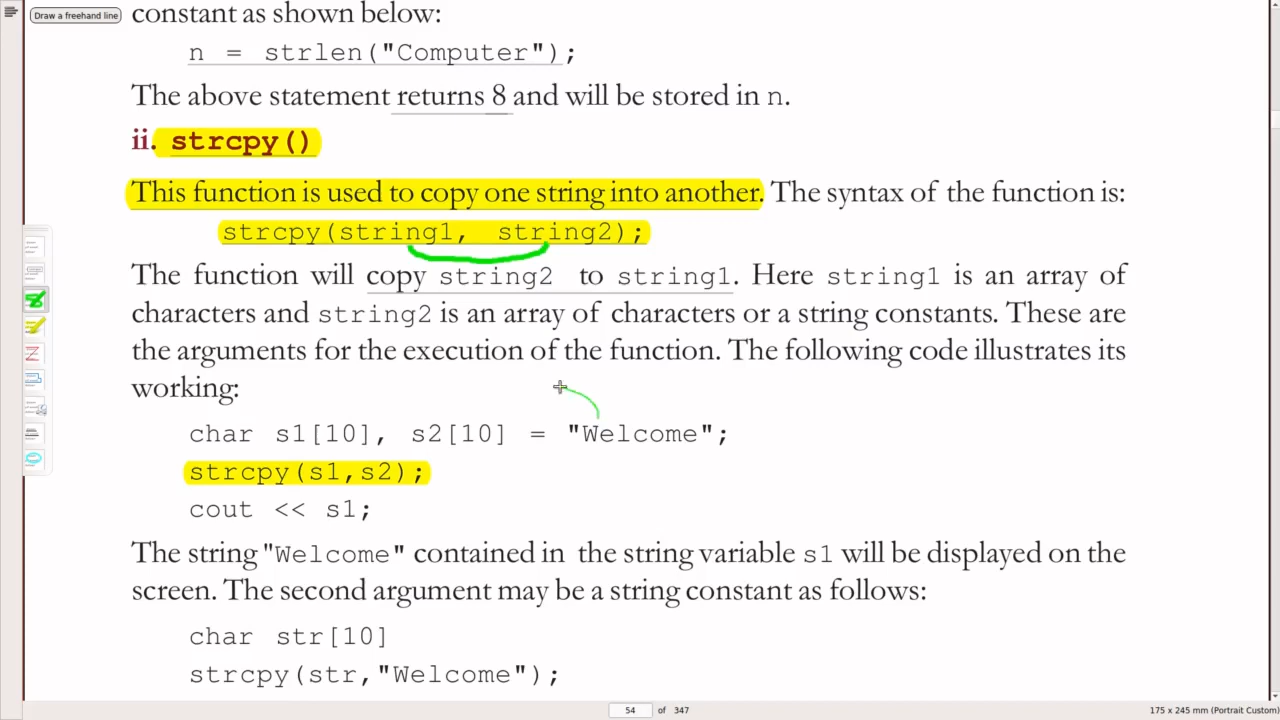 Draw a freehand line
constant as shown below:
n = strlen("Computer");
The above statement returns 8 and will be stored in n.
ii. strcpy()
This function is used to copy one string into another. The syntax of the function is:
strcpy(string1, string2);
The function will copy string2 to string1. Here string1 is an array of
characters and string2 is an array of characters or a string constants. These are
the arguments for the execution of the function. The following code illustrates its
working:
char s1[10], s2[10] = "Welcome";
strcpy(s1,s2);
cout << s1;
The string "Welcome" contained in the string variable s1 will be displayed on the
screen. The second argument may be a string constant as follows:
char str[10]
strcpy(str,"Welcome");
54 of 347
175 x 245 mm (Portrait Custom)